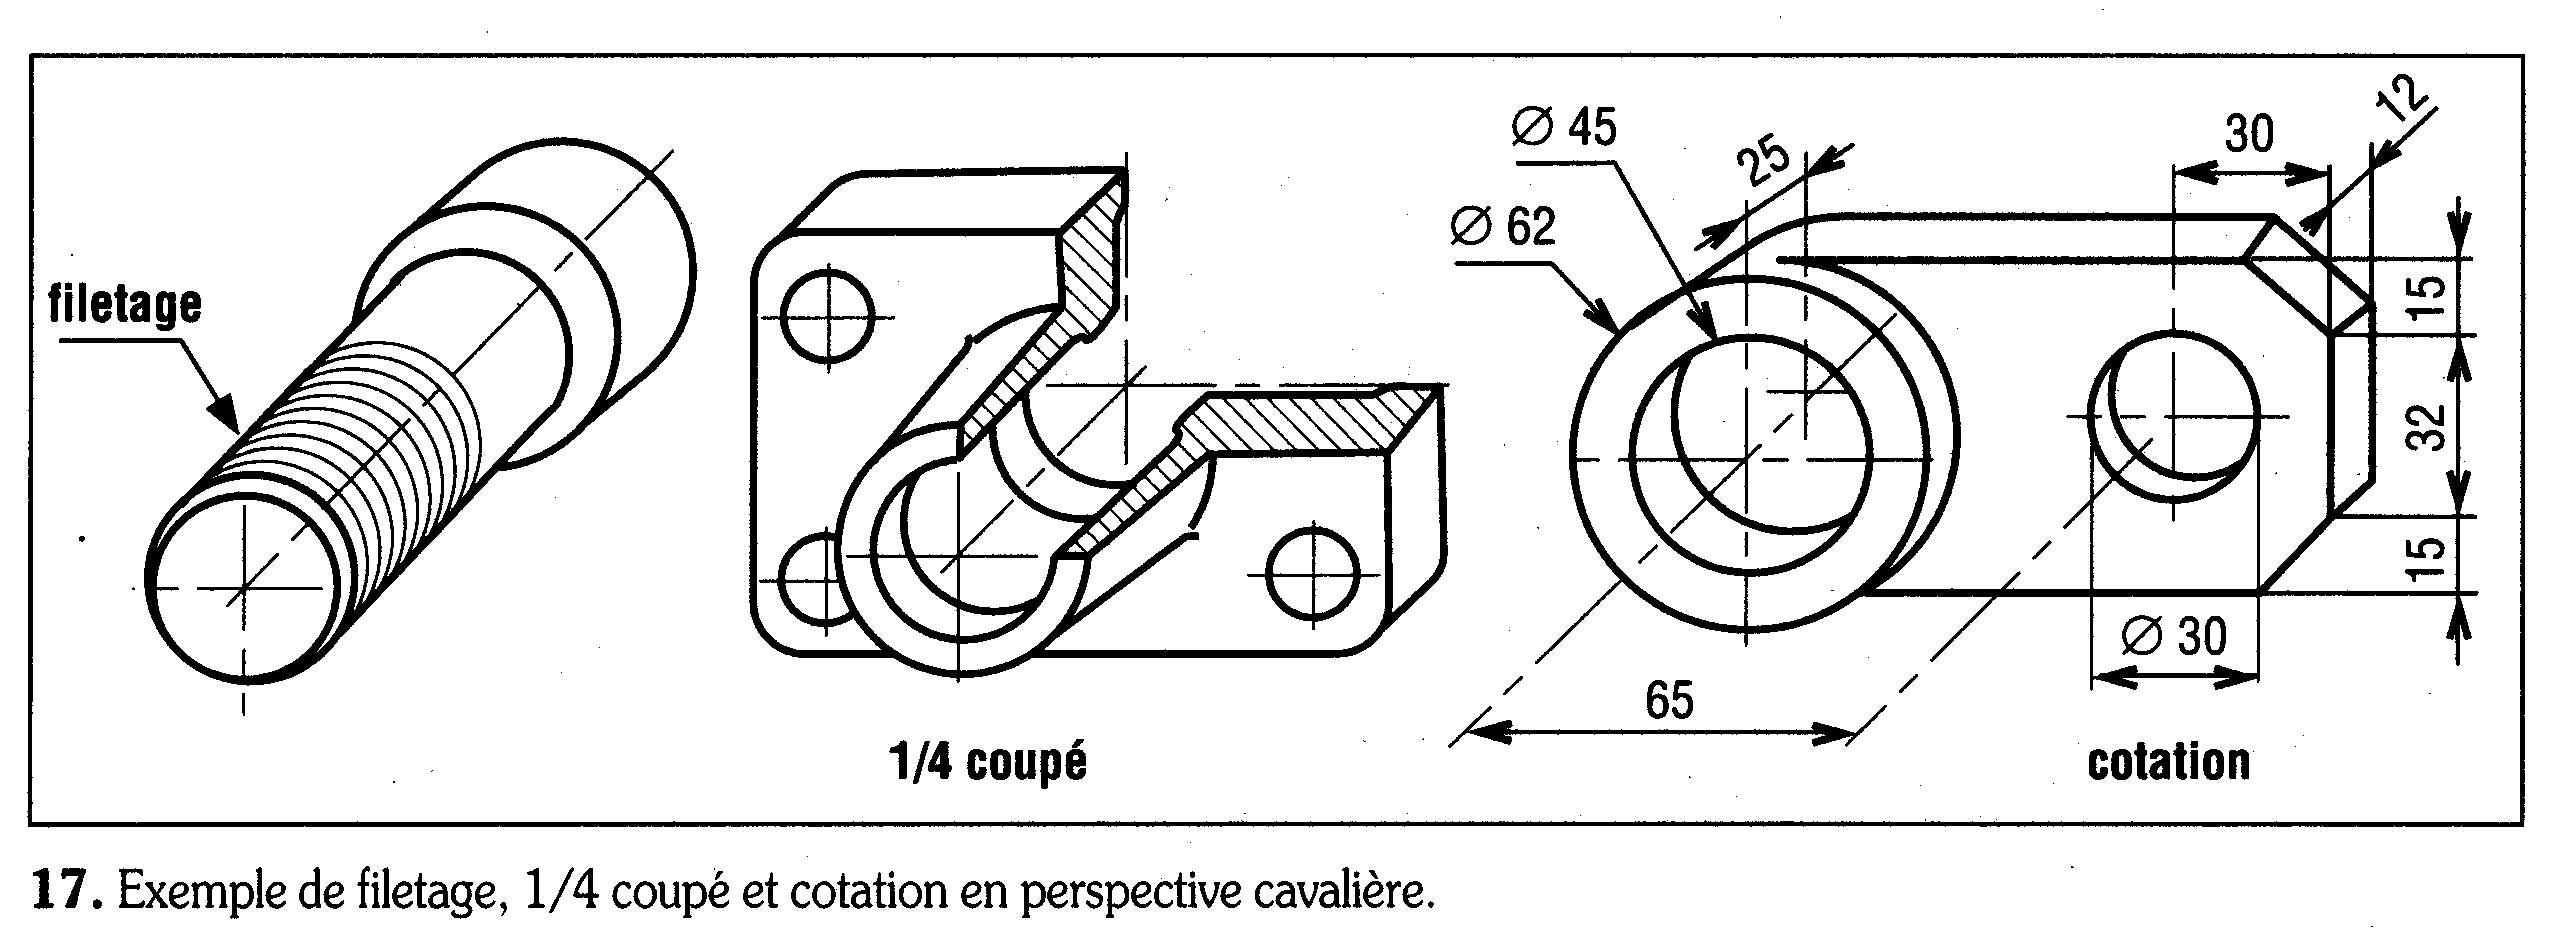 filetage
1/4 coupé
Ø 45
Ø 62
25
30
12
15
32
15
Ø 30
65
cotation
17. Exemple de filetage, 1/4 coupé et cotation en perspective cavalière.